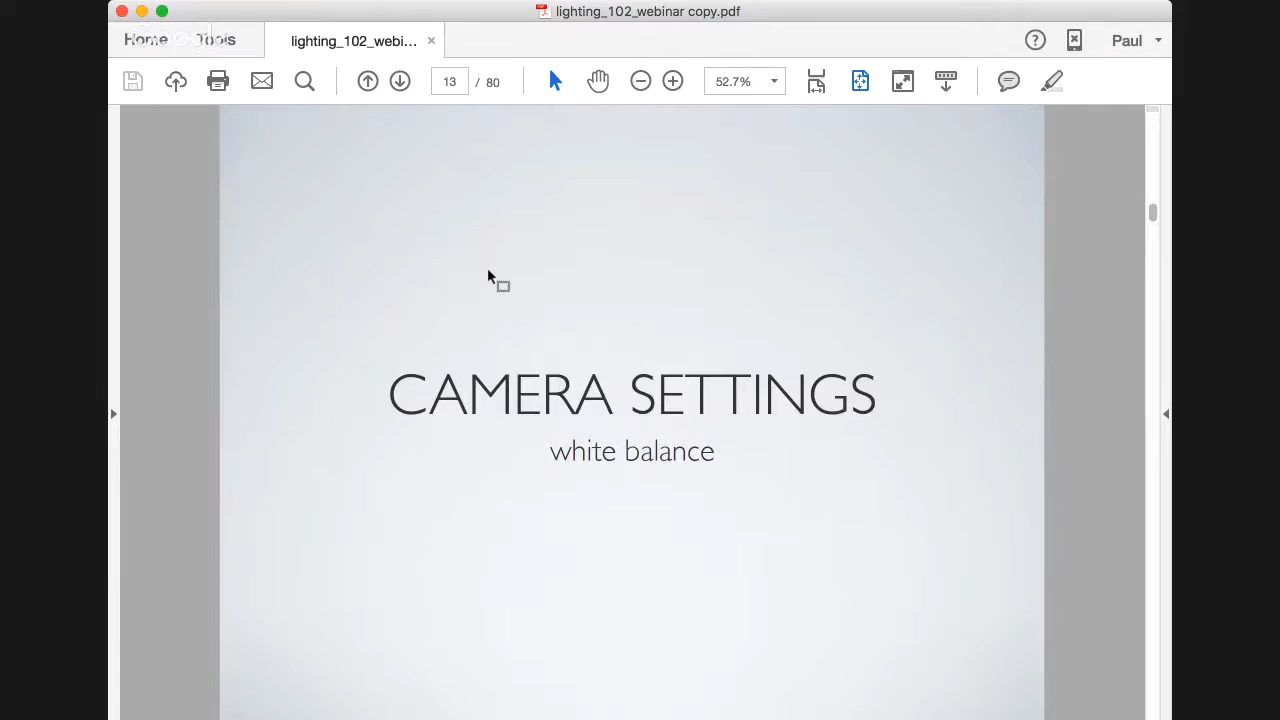 lighting_102_webinar copy.pdf
Home Tools lighting_102_webi... × Paul
13 / 80 52.7%
CAMERA SETTINGS
white balance